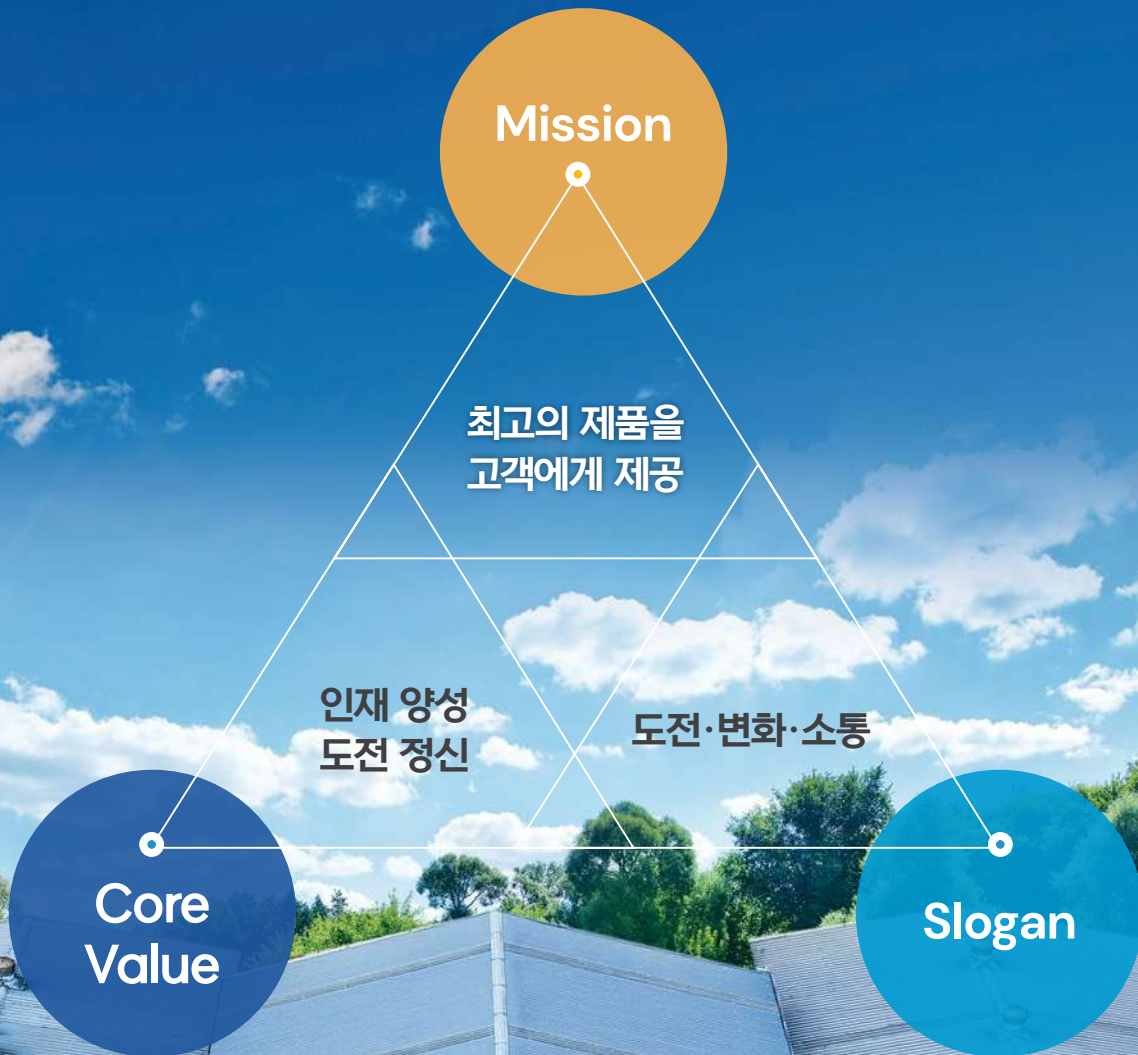 Mission
최고의 제품을
고객에게 제공
인재 양성
도전 정신
도전·변화·소통
Core
Value
Slogan